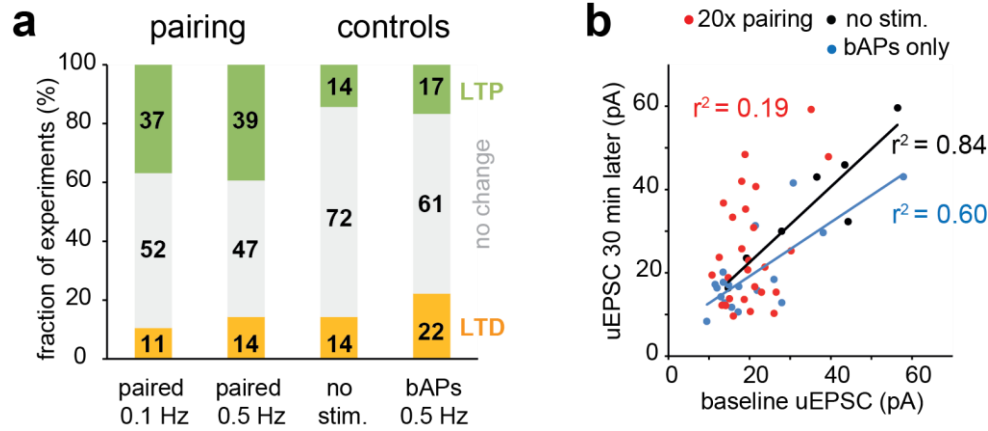 a
pairing
controls
fraction of experiments (%)
100
80
60
40
20
0
37
52
11
39
47
14
14
72
14
17
61
22
LTP
no change
LTD
paired
0.1 Hz
paired
0.5 Hz
no
stim.
bAPs
0.5 Hz
b
20x pairing
no stim.
bAPs only
uEPSC 30 min later (pA)
60
40
20
0
r² = 0.19
r² = 0.84
r² = 0.60
0
20
40
60
baseline uEPSC (pA)